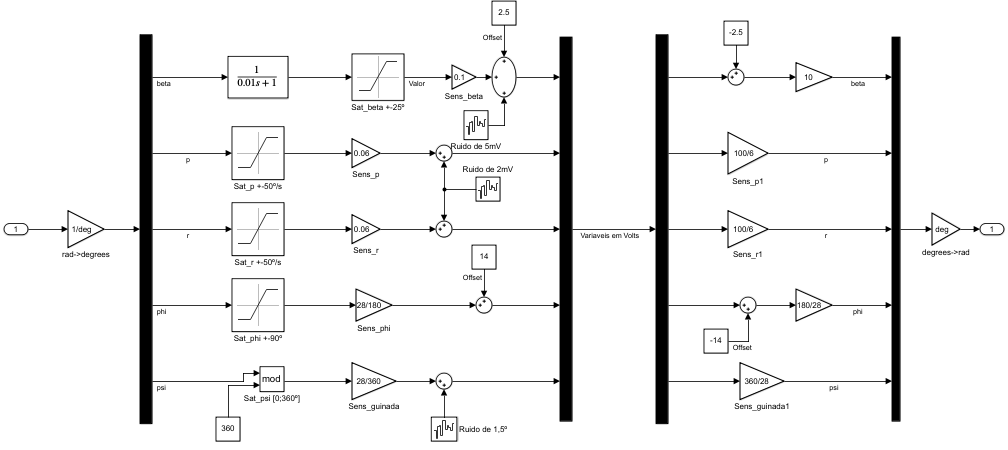 2.5
Offset
1
0.01s + 1
beta
Sat_beta +-25º
Valor
0.1
Sens_beta
Ruido de 5mV
-2.5
10
beta
p
Sat_p +-50º/s
0.06
Sens_p
Ruido de 2mV
100/6
Sens_p1
p
1
1/deg
rad->degrees
r
Sat_r +-50º/s
0.06
Sens_r
Variaveis em Volts
100/6
Sens_r1
r
deg
degrees->rad
1
14
Offset
phi
Sat_phi +-90º
28/180
Sens_phi
-14
Offset
180/28
phi
psi
mod
Sat_psi [0;360º]
360
28/360
Sens_guinada
Ruido de 1,5º
360/28
Sens_guinada1
psi